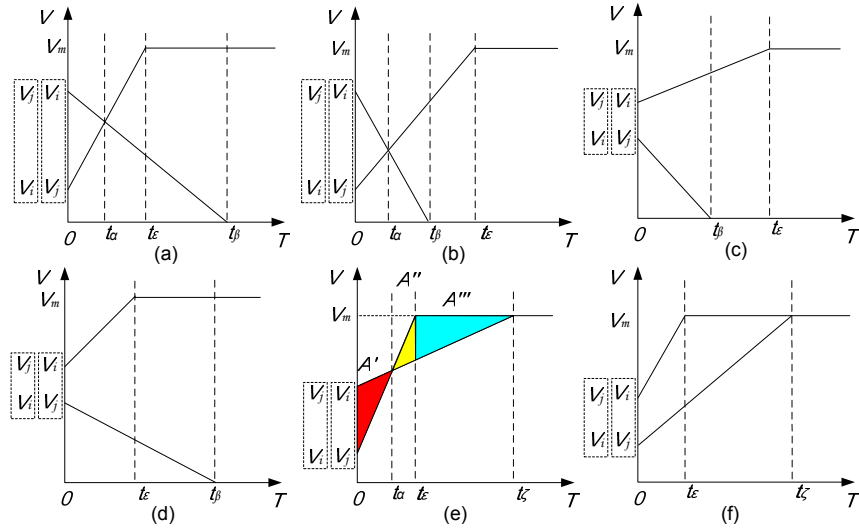 V
Vm
Vj Vi
Vi Vj
0 tα tε tβ T
(a)
V
Vm
Vj Vi
Vi Vj
0 tα tβ tε T
(b)
V
Vm
Vj Vi
Vi Vj
0 tβ tε T
(c)
V
Vm
Vj Vi
Vi Vj
0 tε tβ T
(d)
V
A'' A'''
Vm
A'
Vj Vi
Vi Vj
0 tα tε tζ T
(e)
V
Vm
Vj Vi
Vi Vj
0 tε tζ T
(f)